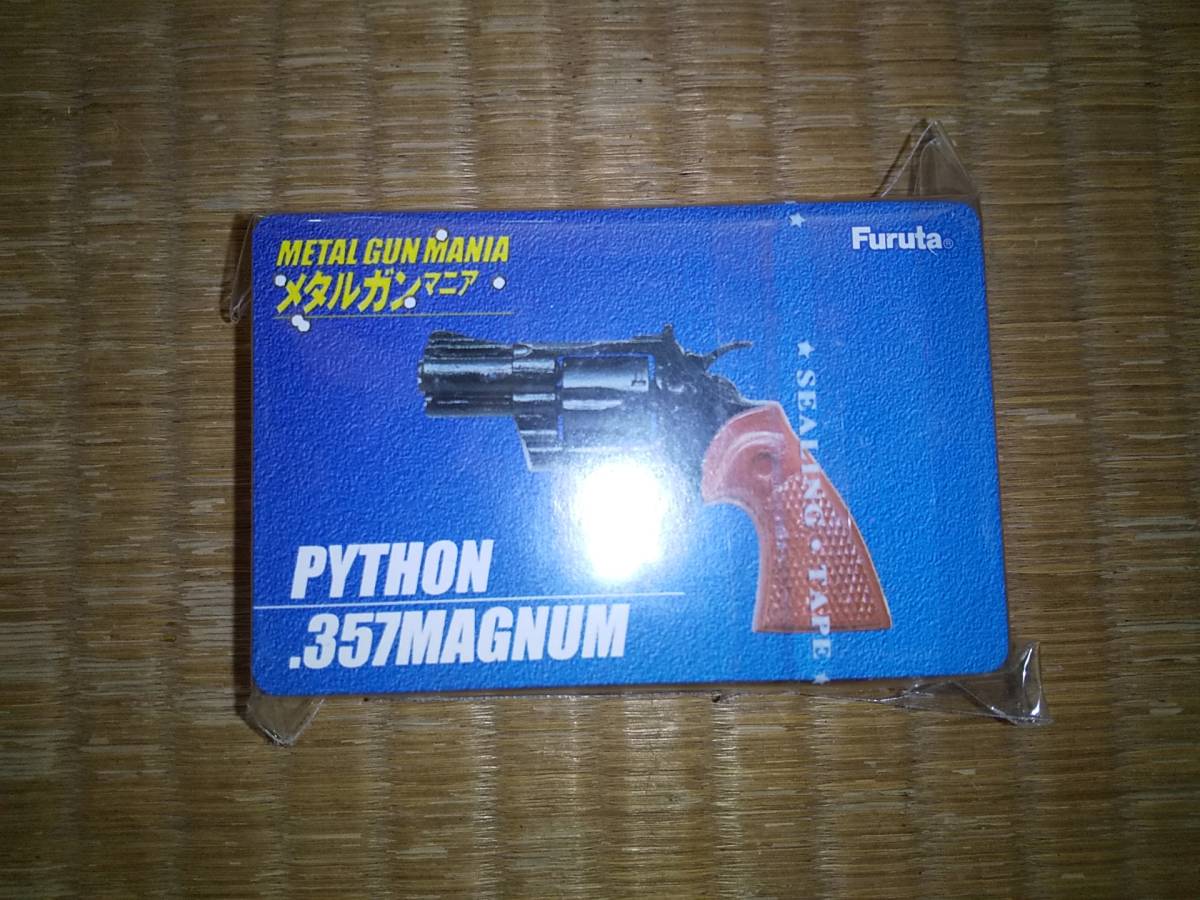 METAL GUN MANIA
メタルガンマニア
Furuta®
★ SEALING • TAPE ★
PYTHON
.357MAGNUM